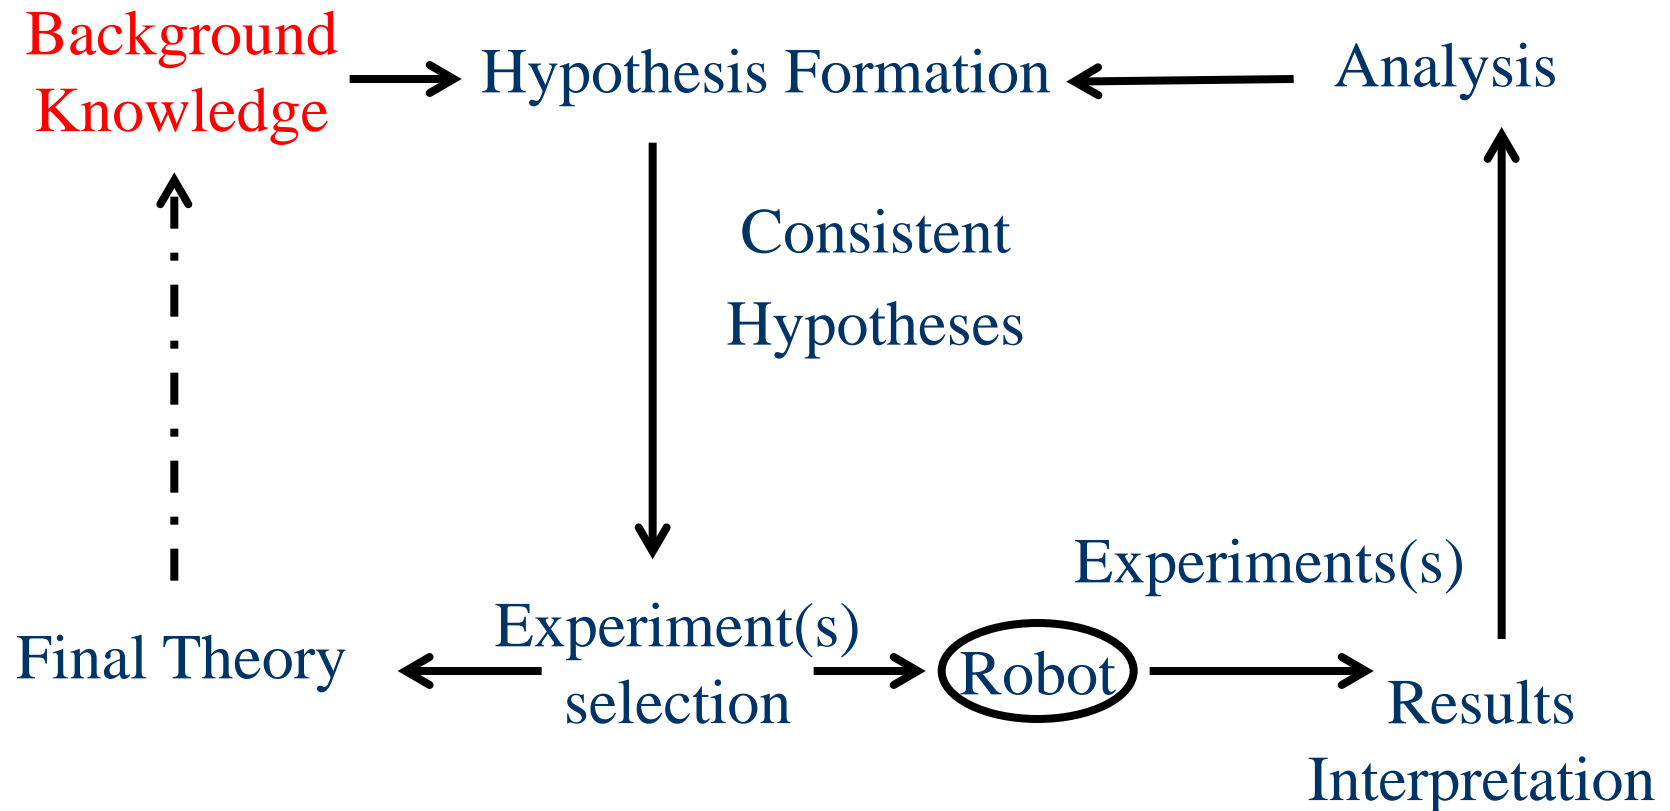 Background
Knowledge
Hypothesis Formation
Analysis
Consistent
Hypotheses
Experiments(s)
Final Theory
Experiment(s)
selection
Robot
Results
Interpretation